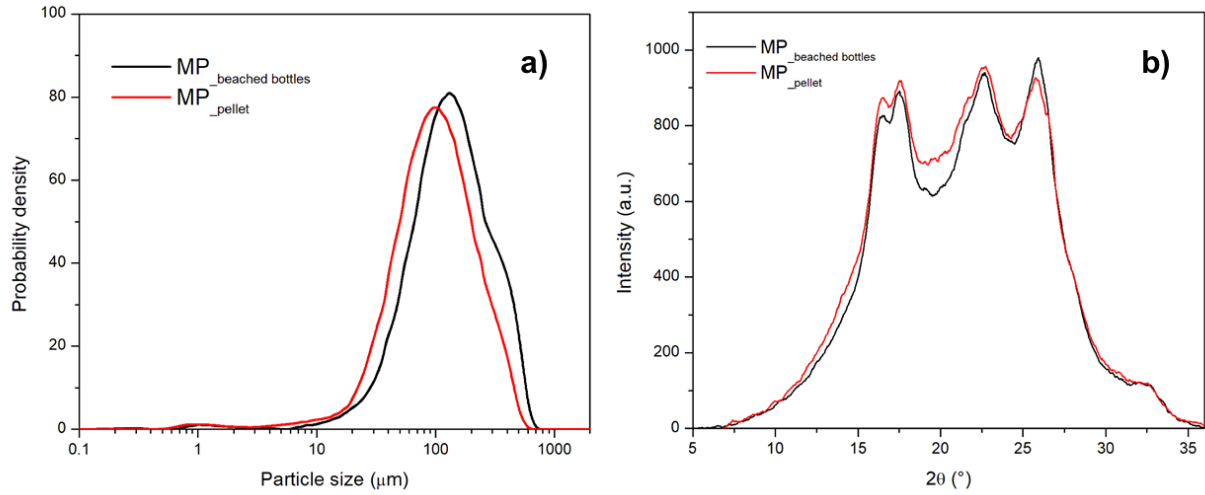 a)
MP_beached bottles
MP_pellet
Probability density
100
80
60
40
20
0
0.1
1
10
100
1000
Particle size (μm)
b)
MP_beached bottles
MP_pellet
Intensity (a.u.)
1000
800
600
400
200
0
5
10
15
20
25
30
35
2θ (°)